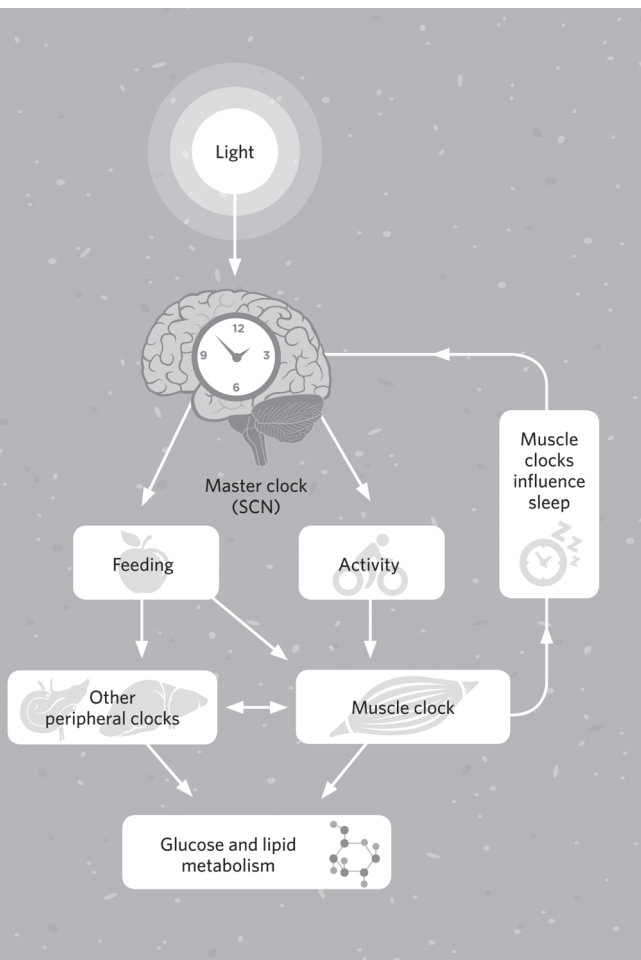 Light
12
9
3
6
Master clock
(SCN)
Muscle
clocks
influence
sleep
zzzz
Feeding
Activity
Other
peripheral clocks
Muscle clock
Glucose and lipid
metabolism